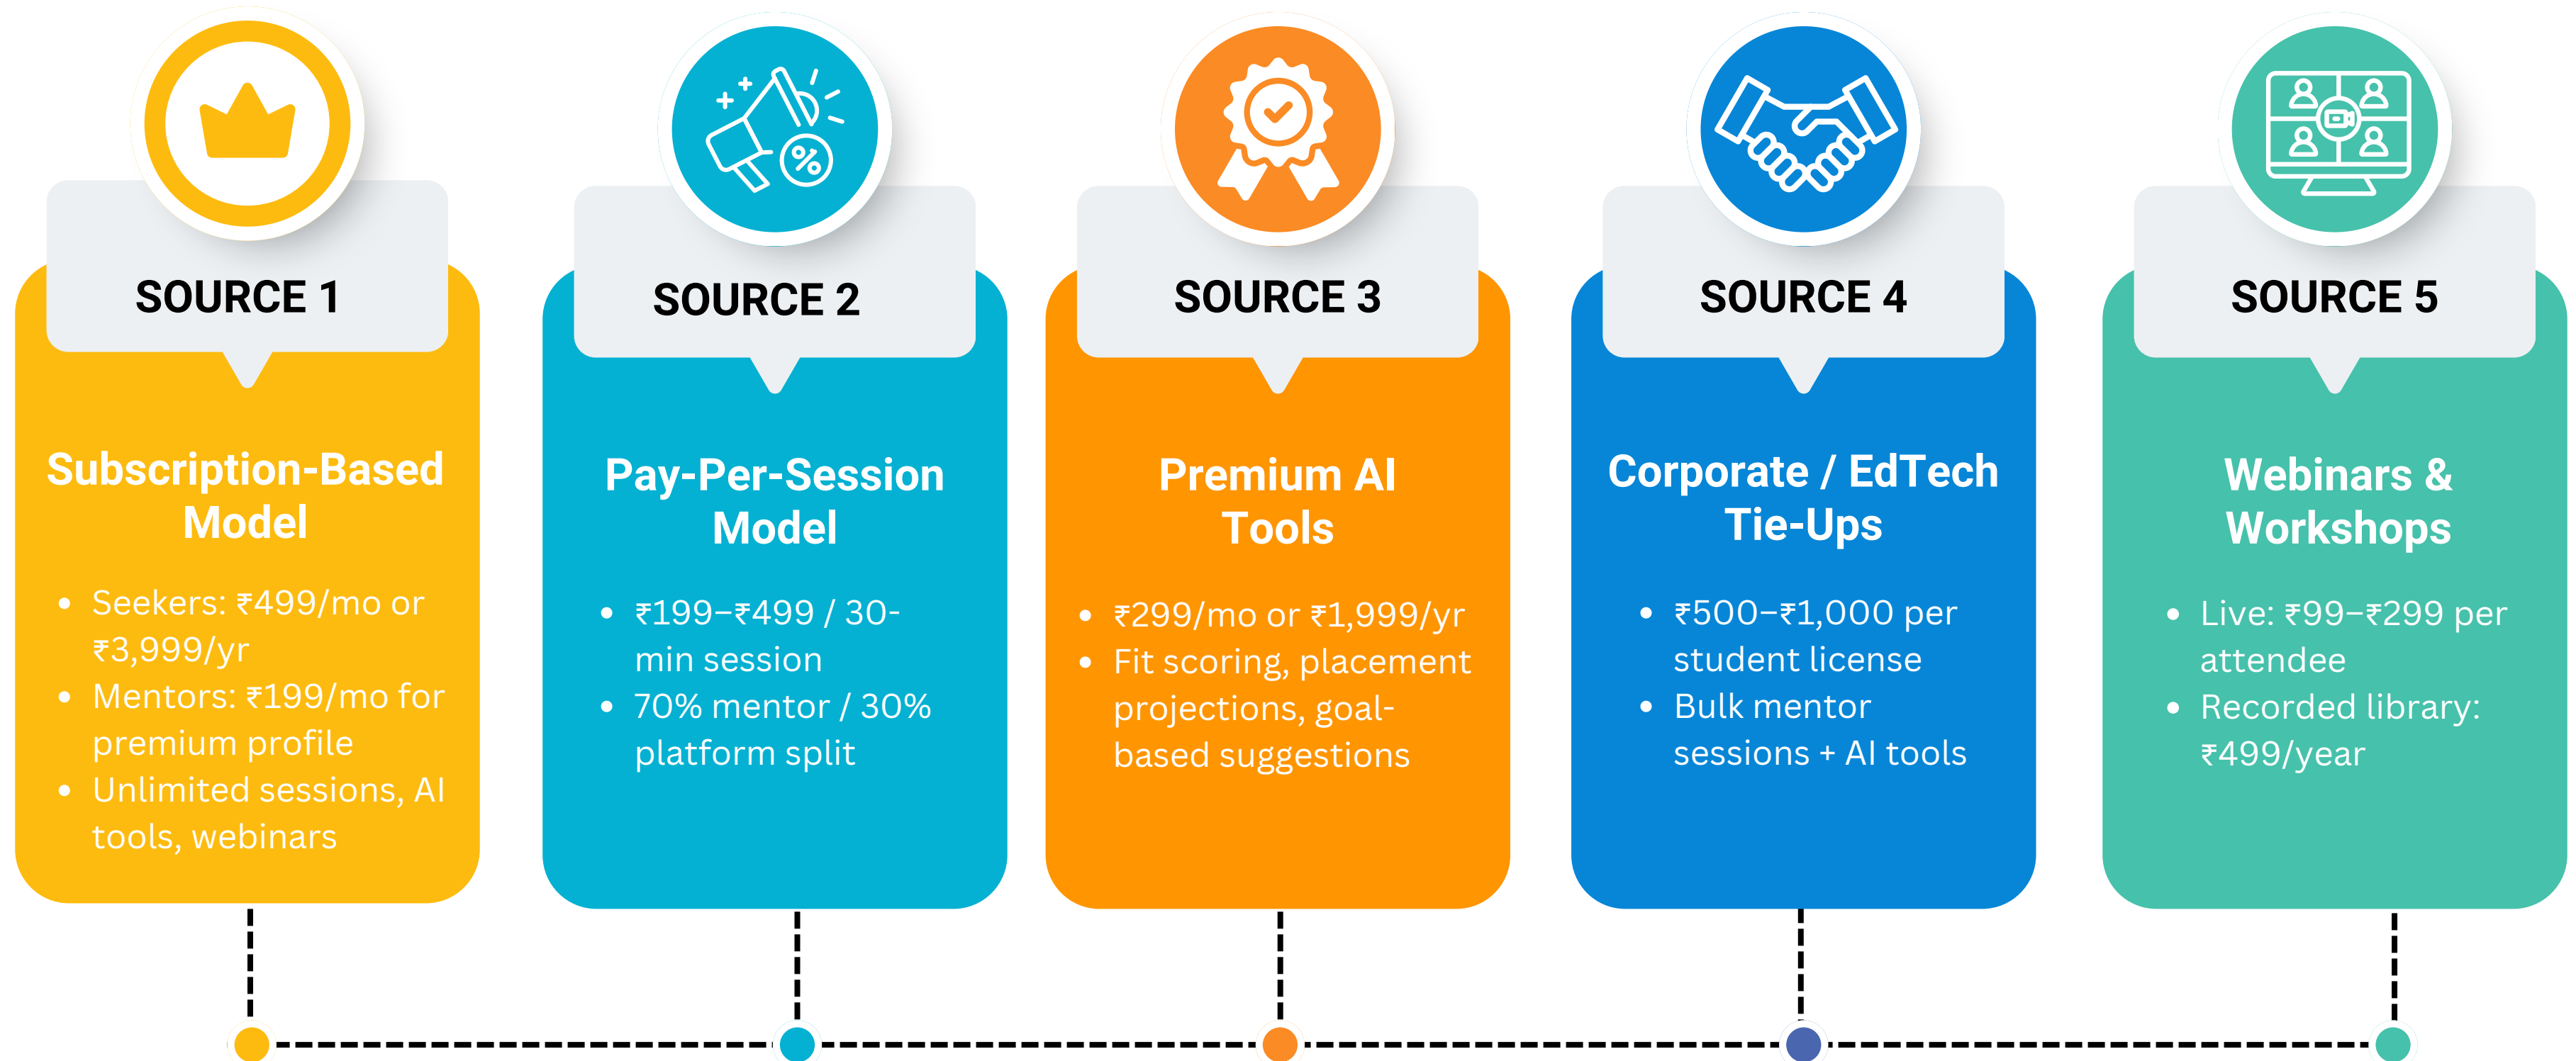 SOURCE 1
Subscription-Based
Model
• Seekers: ₹499/mo or
₹3,999/yr
• Mentors: ₹199/mo for
premium profile
• Unlimited sessions, AI
tools, webinars
SOURCE 2
Pay-Per-Session
Model
• ₹199–₹499 / 30-
min session
• 70% mentor / 30%
platform split
SOURCE 3
Premium AI
Tools
• ₹299/mo or ₹1,999/yr
• Fit scoring, placement
projections, goal-
based suggestions
SOURCE 4
Corporate / EdTech
Tie-Ups
• ₹500–₹1,000 per
student license
• Bulk mentor
sessions + AI tools
SOURCE 5
Webinars &
Workshops
• Live: ₹99–₹299 per
attendee
• Recorded library:
₹499/year